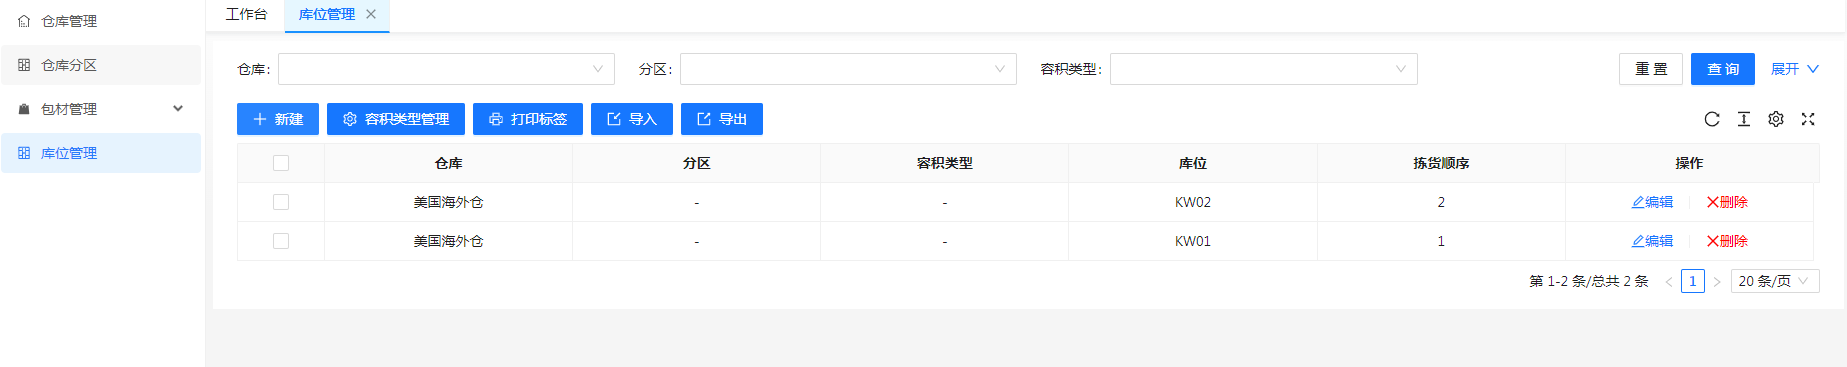 仓库管理
仓库分区
包材管理
库位管理
工作台 库位管理
仓库: 分区: 容积类型: 重 置 查 询 展开
新建 容积类型管理 打印标签 导入 导出
仓库 分区 容积类型 库位 拣货顺序 操作
美国海外仓 - - KW02 2 编辑 删除
美国海外仓 - - KW01 1 编辑 删除
第 1-2 条/总共 2 条 < 1 > 20 条/页